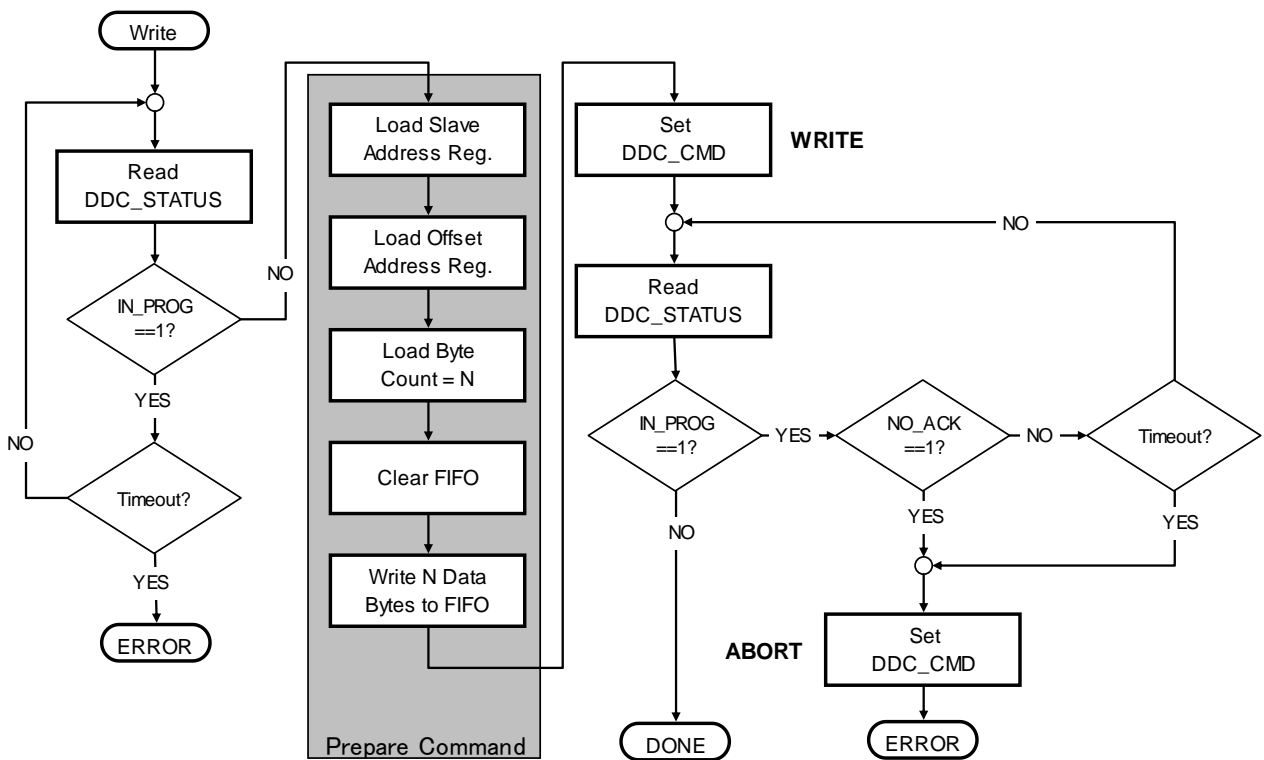 Write
Read
DDC_STATUS
IN_PROG
==1?
NO
YES
NO
Timeout?
YES
ERROR
Load Slave
Address Reg.
Load Offset
Address Reg.
Load Byte
Count = N
Clear FIFO
Write N Data
Bytes to FIFO
Prepare Command
Set
DDC_CMD
WRITE
NO
Read
DDC_STATUS
IN_PROG
==1?
YES
NO_ACK
==1?
NO
Timeout?
NO
YES
YES
ABORT
Set
DDC_CMD
DONE
ERROR